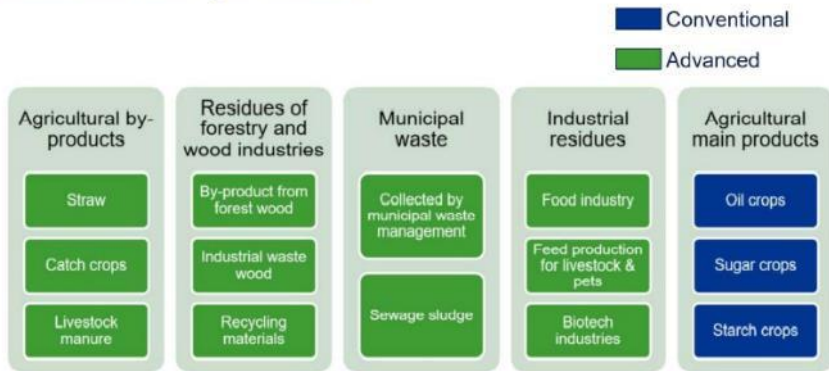 Conventional
Advanced
Agricultural by-
products
Straw
Catch crops
Livestock
manure
Residues of
forestry and
wood industries
By-product from
forest wood
Industrial waste
wood
Recycling
materials
Municipal
waste
Collected by
municipal waste
management
Sewage sludge
Industrial
residues
Food industry
Feed production
for livestock &
pets
Biotech
industries
Agricultural
main products
Oil crops
Sugar crops
Starch crops